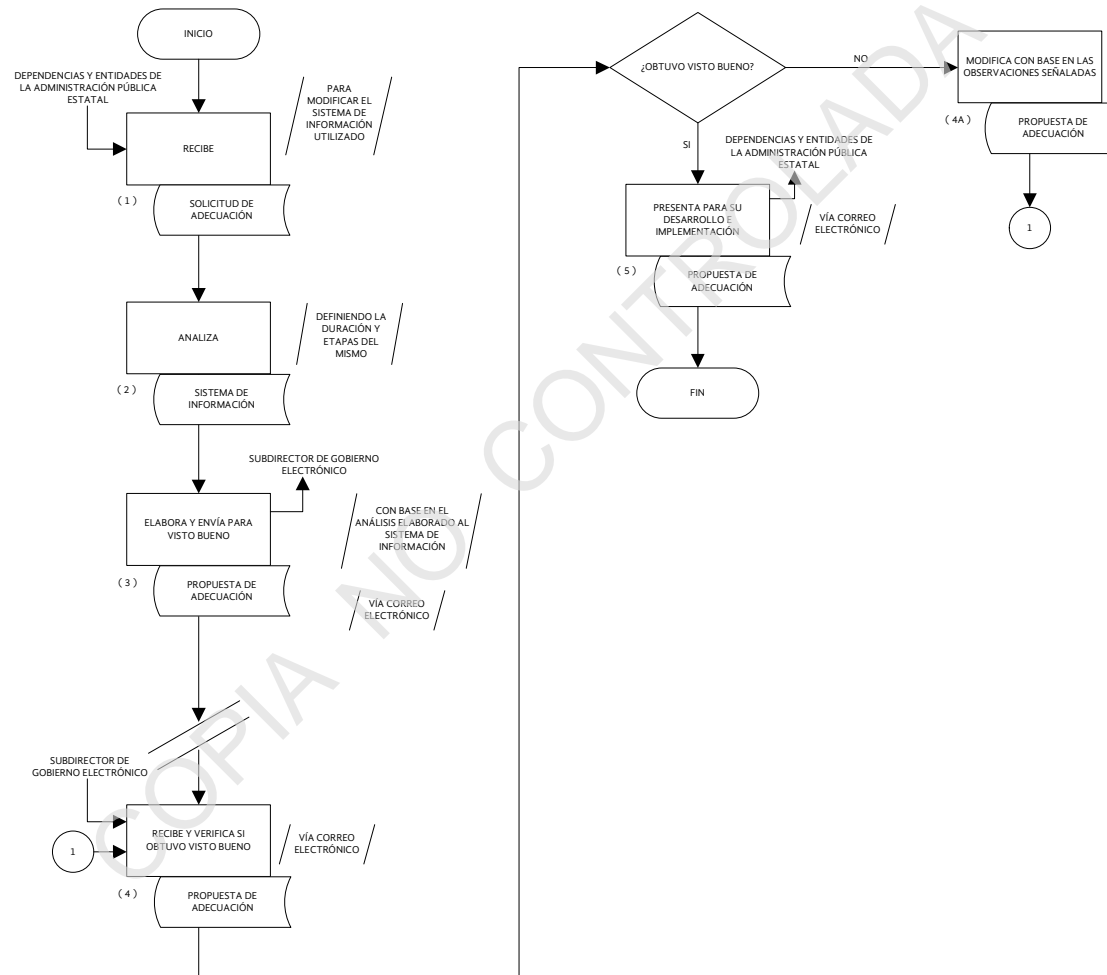 INICIO
DEPENDENCIAS Y ENTIDADES DE
LA ADMINISTRACIÓN PÚBLICA
ESTATAL
PARA
MODIFICAR EL
SISTEMA DE
INFORMACIÓN
UTILIZADO
RECIBE
( 1 )
SOLICITUD DE
ADECUACIÓN
ANALIZA
DEFINIENDO LA
DURACIÓN Y
ETAPAS DEL
MISMO
( 2 )
SISTEMA DE
INFORMACIÓN
SUBDIRECTOR DE GOBIERNO
ELECTRÓNICO
ELABORA Y ENVÍA PARA
VISTO BUENO
CON BASE EN EL
ANÁLISIS ELABORADO AL
SISTEMA DE
INFORMACIÓN
( 3 )
PROPUESTA DE
ADECUACIÓN
VÍA CORREO
ELECTRÓNICO
SUBDIRECTOR DE
GOBIERNO ELECTRÓNICO
1
RECIBE Y VERIFICA SI
OBTUVO VISTO BUENO
VÍA CORREO
ELECTRÓNICO
( 4 )
PROPUESTA DE
ADECUACIÓN
¿OBTUVO VISTO BUENO?
NO
MODIFICA CON BASE EN LAS
OBSERVACIONES SEÑALADAS
( 4A )
PROPUESTA DE
ADECUACIÓN
1
SI
DEPENDENCIAS Y ENTIDADES DE
LA ADMINISTRACIÓN PÚBLICA
ESTATAL
PRESENTA PARA SU
DESARROLLO E
IMPLEMENTACIÓN
VÍA CORREO
ELECTRÓNICO
( 5 )
PROPUESTA DE
ADECUACIÓN
FIN
COPIA NO CONTROLADA